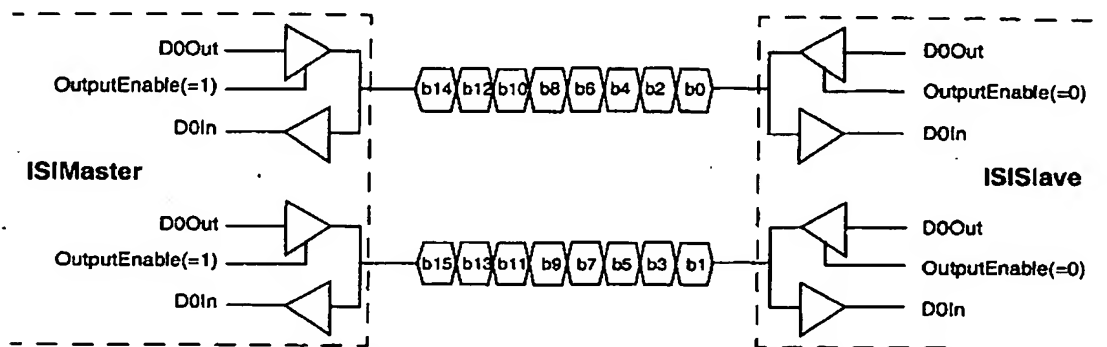 D0Out
OutputEnable(=1)
D0In
b14 b12 b10 b8 b6 b4 b2 b0
D0Out
OutputEnable(=0)
D0In
ISIMaster
ISISlave
D0Out
OutputEnable(=1)
D0In
b15 b13 b11 b9 b7 b5 b3 b1
D0Out
OutputEnable(=0)
D0In